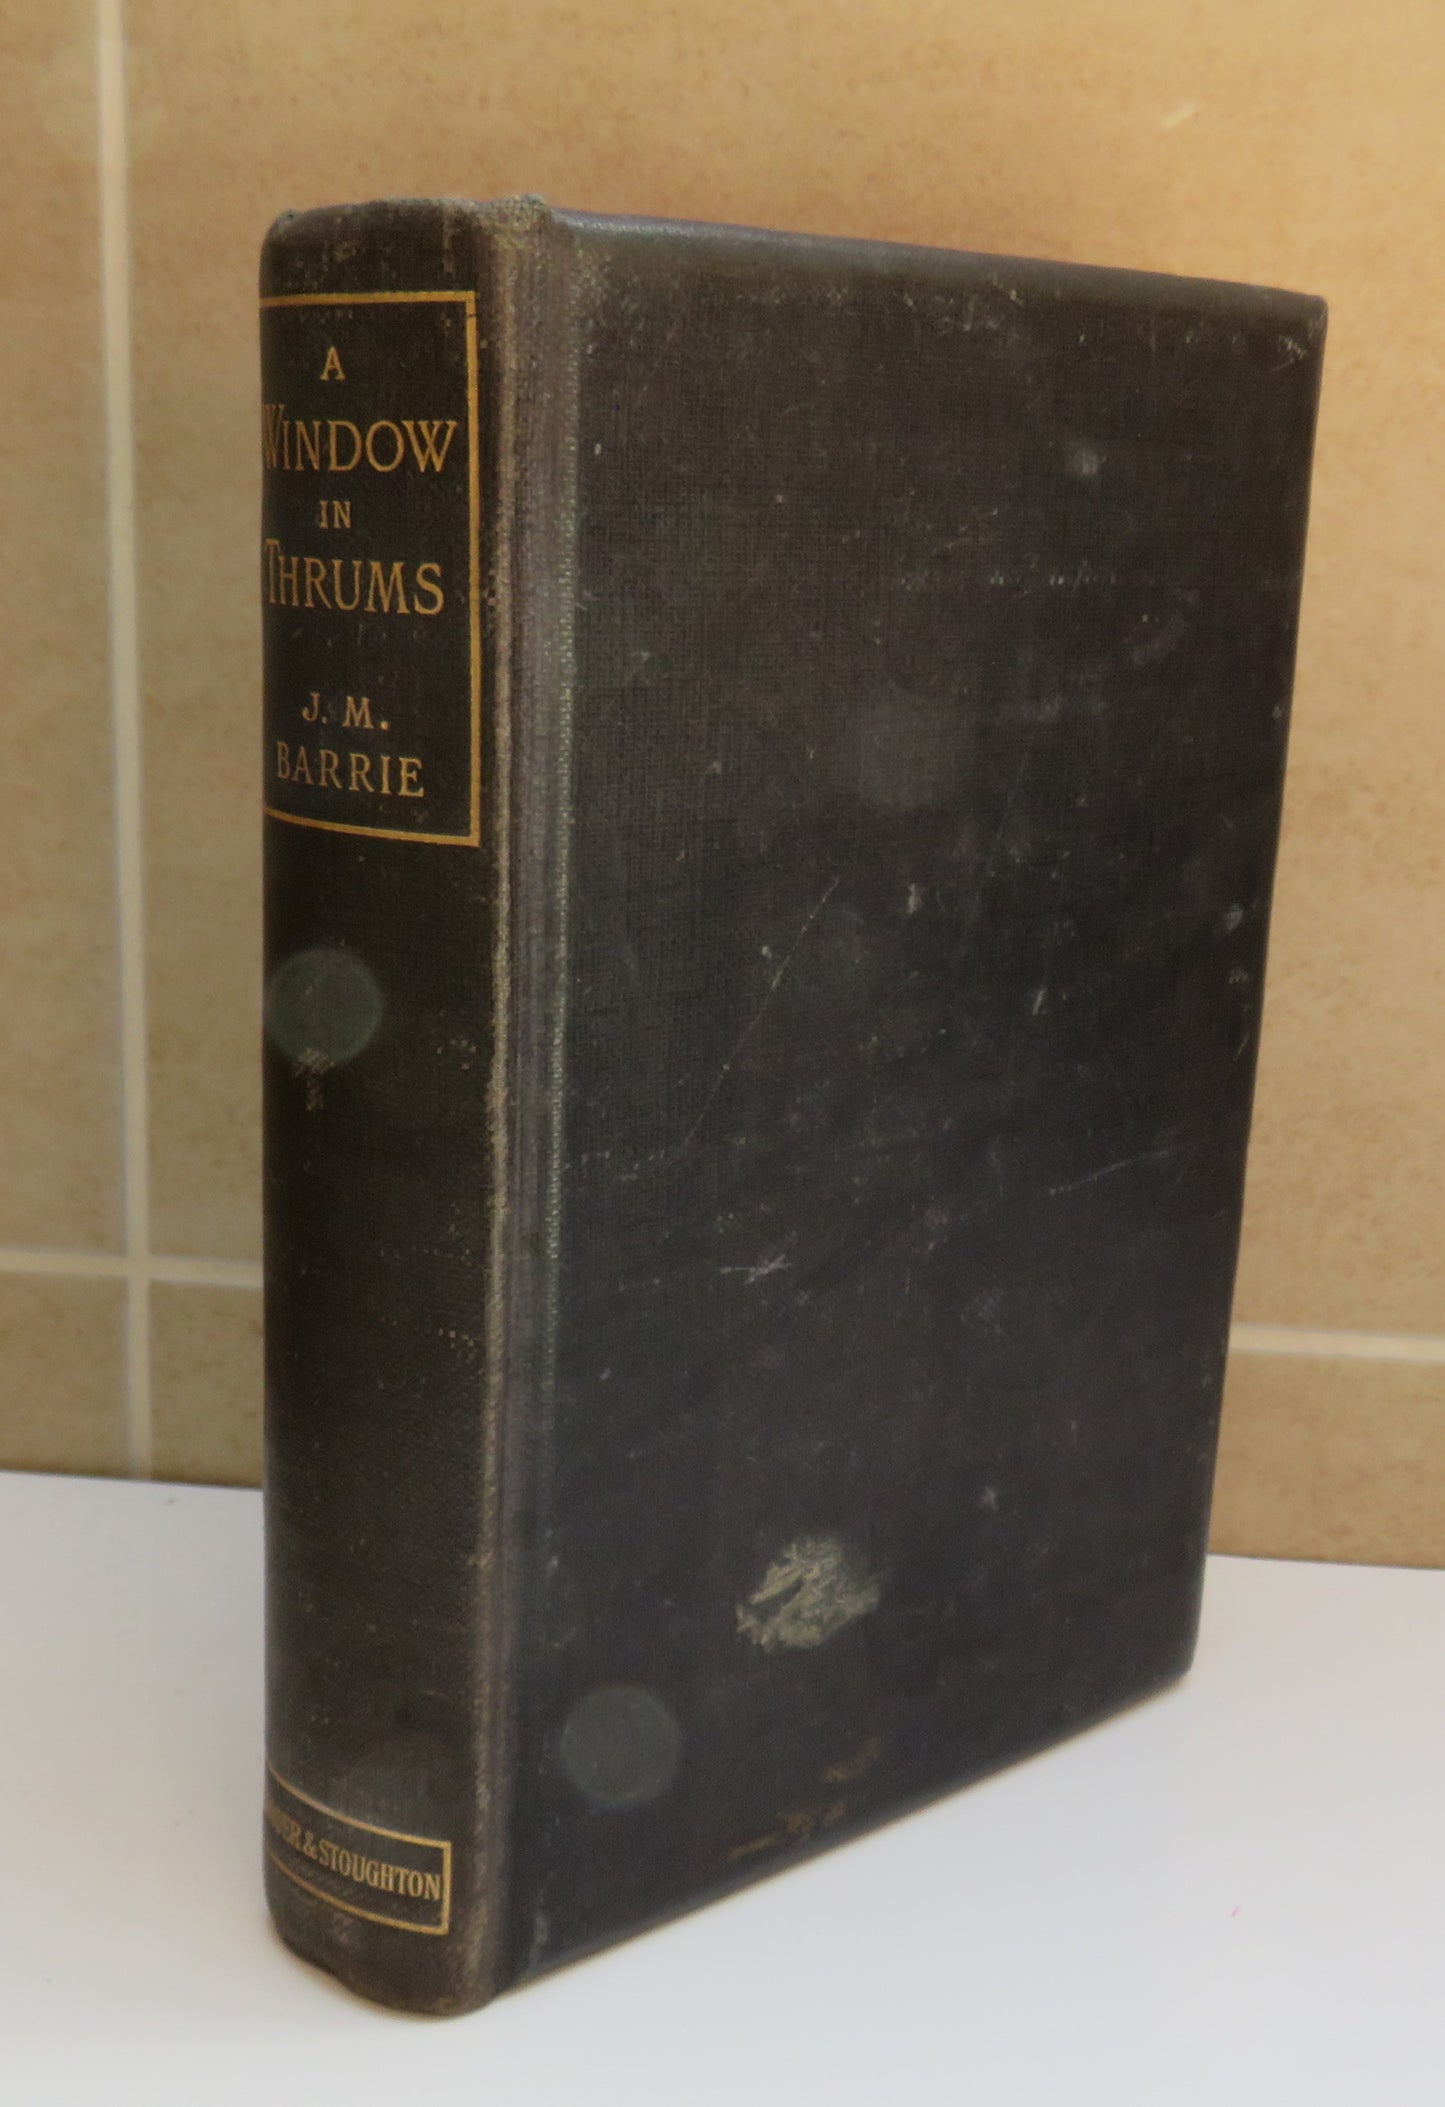 A
WINDOW
IN
THRUMS
J. M.
BARRIE
& STOUGHTON